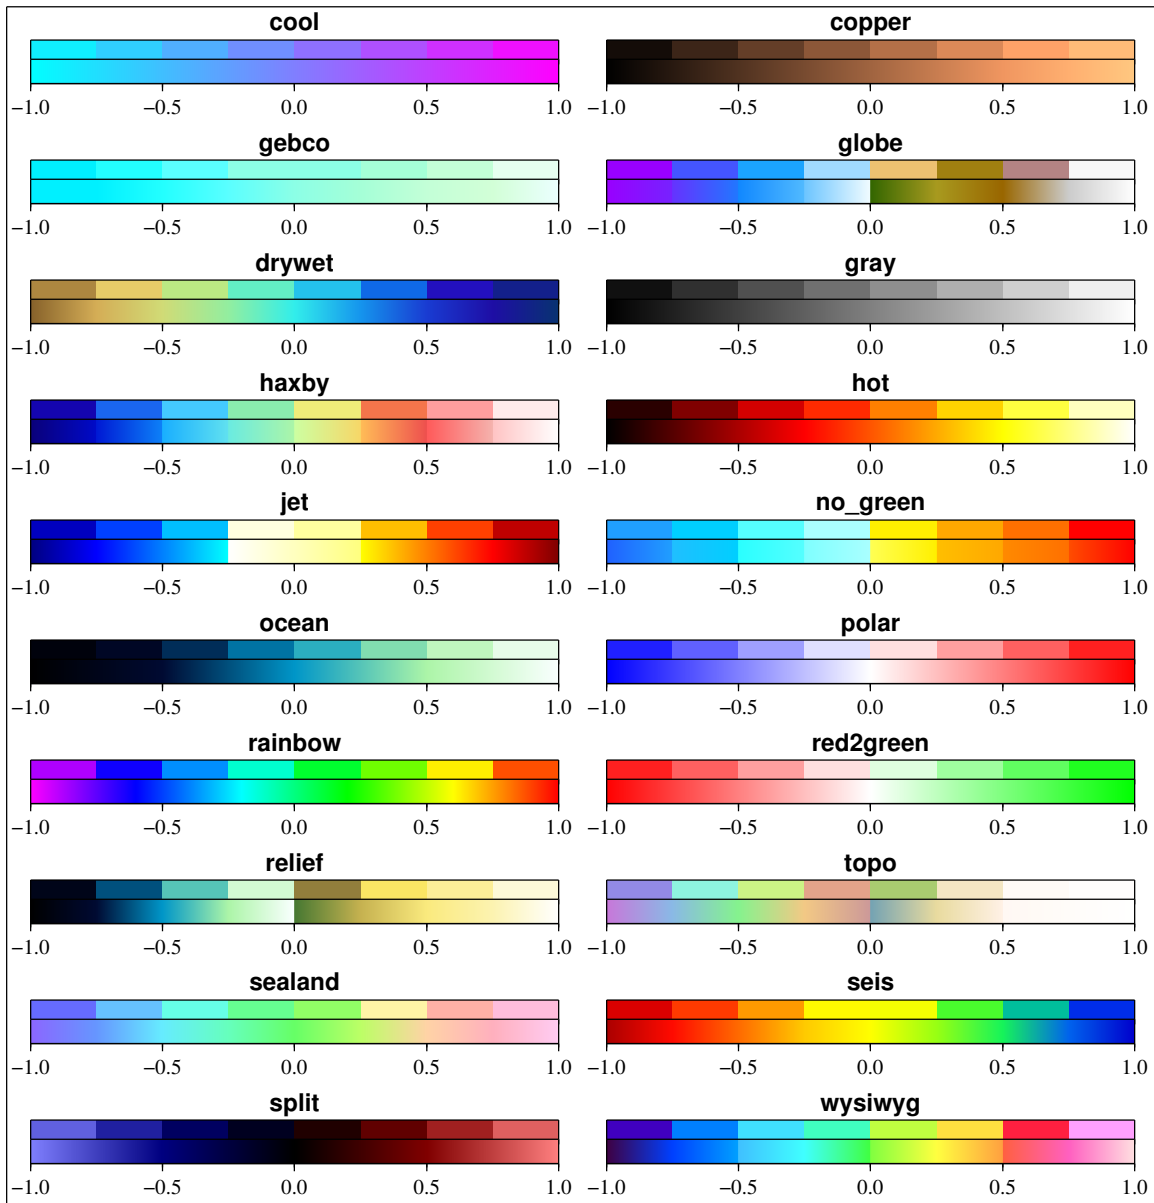 cool copper
−1.0 −0.5 0.0 0.5 1.0 −1.0 −0.5 0.0 0.5 1.0
gebco globe
−1.0 −0.5 0.0 0.5 1.0 −1.0 −0.5 0.0 0.5 1.0
drywet gray
−1.0 −0.5 0.0 0.5 1.0 −1.0 −0.5 0.0 0.5 1.0
haxby hot
−1.0 −0.5 0.0 0.5 1.0 −1.0 −0.5 0.0 0.5 1.0
jet no_green
−1.0 −0.5 0.0 0.5 1.0 −1.0 −0.5 0.0 0.5 1.0
ocean polar
−1.0 −0.5 0.0 0.5 1.0 −1.0 −0.5 0.0 0.5 1.0
rainbow red2green
−1.0 −0.5 0.0 0.5 1.0 −1.0 −0.5 0.0 0.5 1.0
relief topo
−1.0 −0.5 0.0 0.5 1.0 −1.0 −0.5 0.0 0.5 1.0
sealand seis
−1.0 −0.5 0.0 0.5 1.0 −1.0 −0.5 0.0 0.5 1.0
split wysiwyg
−1.0 −0.5 0.0 0.5 1.0 −1.0 −0.5 0.0 0.5 1.0